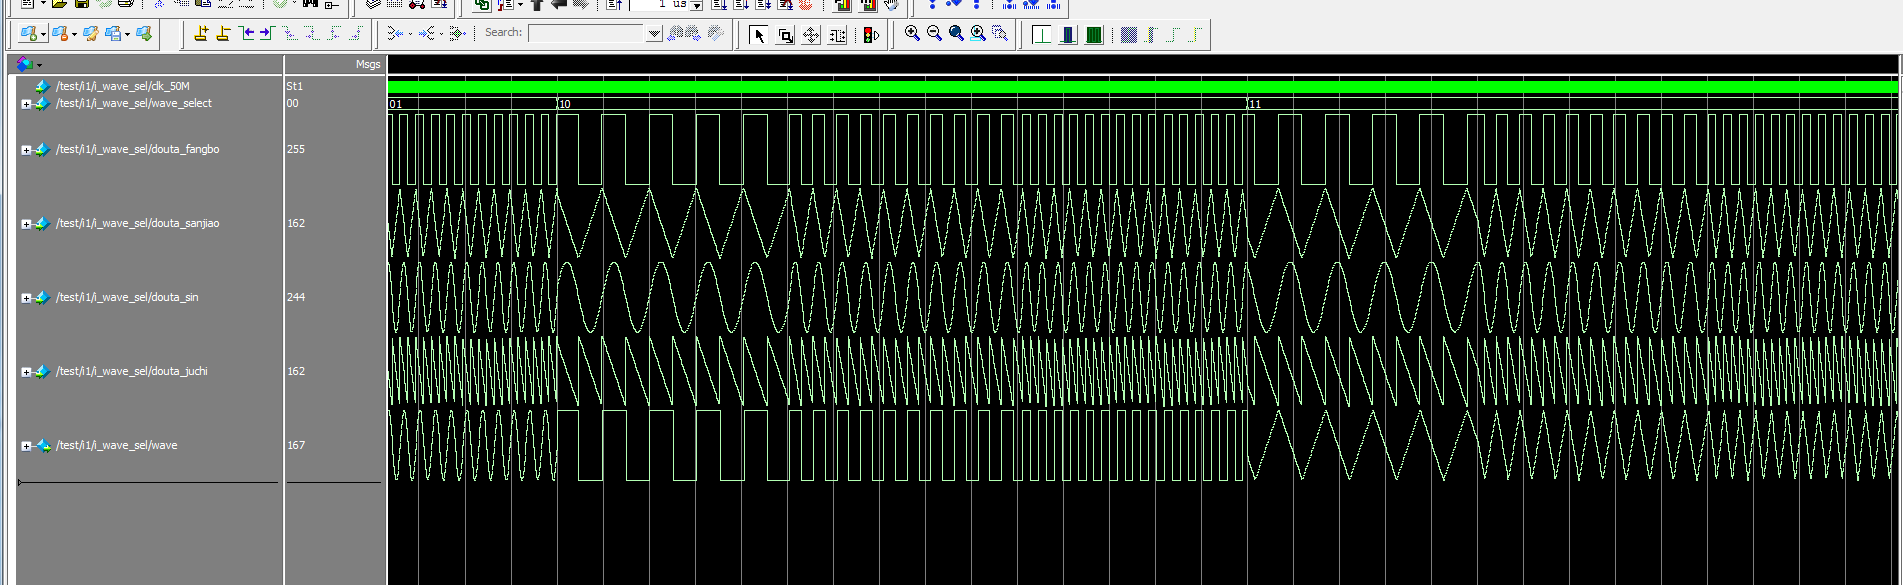 1 us
Search:
Msgs
/test/i1/i_wave_sel/clk_50M St1
/test/i1/i_wave_sel/wave_select 00 01 10 11
/test/i1/i_wave_sel/douta_fangbo 255
/test/i1/i_wave_sel/douta_sanjiao 162
/test/i1/i_wave_sel/douta_sin 244
/test/i1/i_wave_sel/douta_juchi 162
/test/i1/i_wave_sel/wave 167